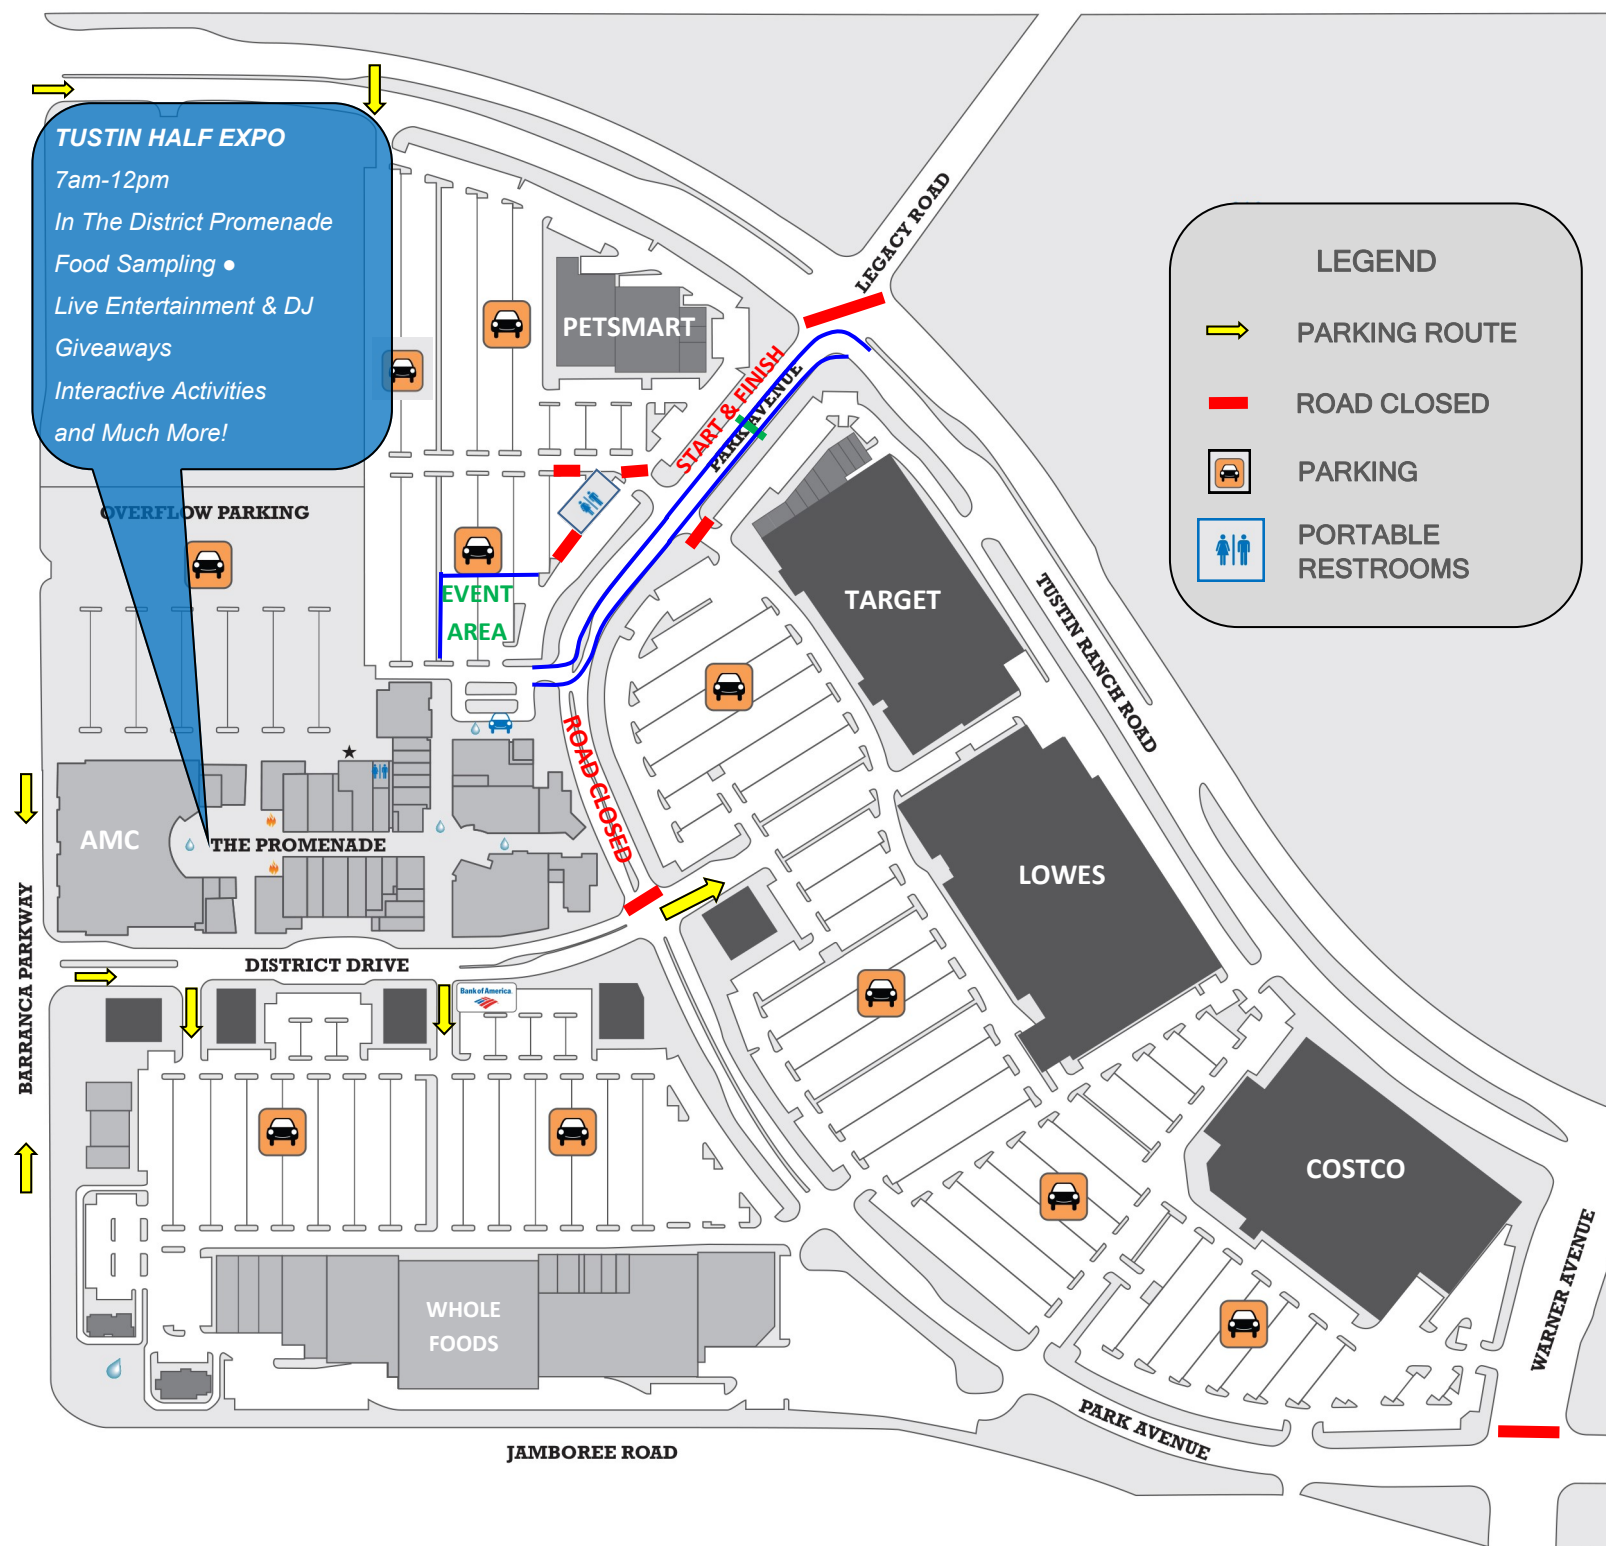 TUSTIN HALF EXPO
7am-12pm
In The District Promenade
Food Sampling ●
Live Entertainment & DJ
Giveaways
Interactive Activities
and Much More!
LEGACY ROAD
LEGEND
PARKING ROUTE
ROAD CLOSED
PARKING
PORTABLE
RESTROOMS
PETSMART
START & FINISH
PARK AVENUE
OVERFLOW PARKING
EVENT
AREA
TARGET
TUSTIN RANCH ROAD
ROAD CLOSED
AMC
THE PROMENADE
LOWES
BARRANCA PARKWAY
DISTRICT DRIVE
Bank of America
COSTCO
WARNER AVENUE
WHOLE
FOODS
PARK AVENUE
JAMBOREE ROAD